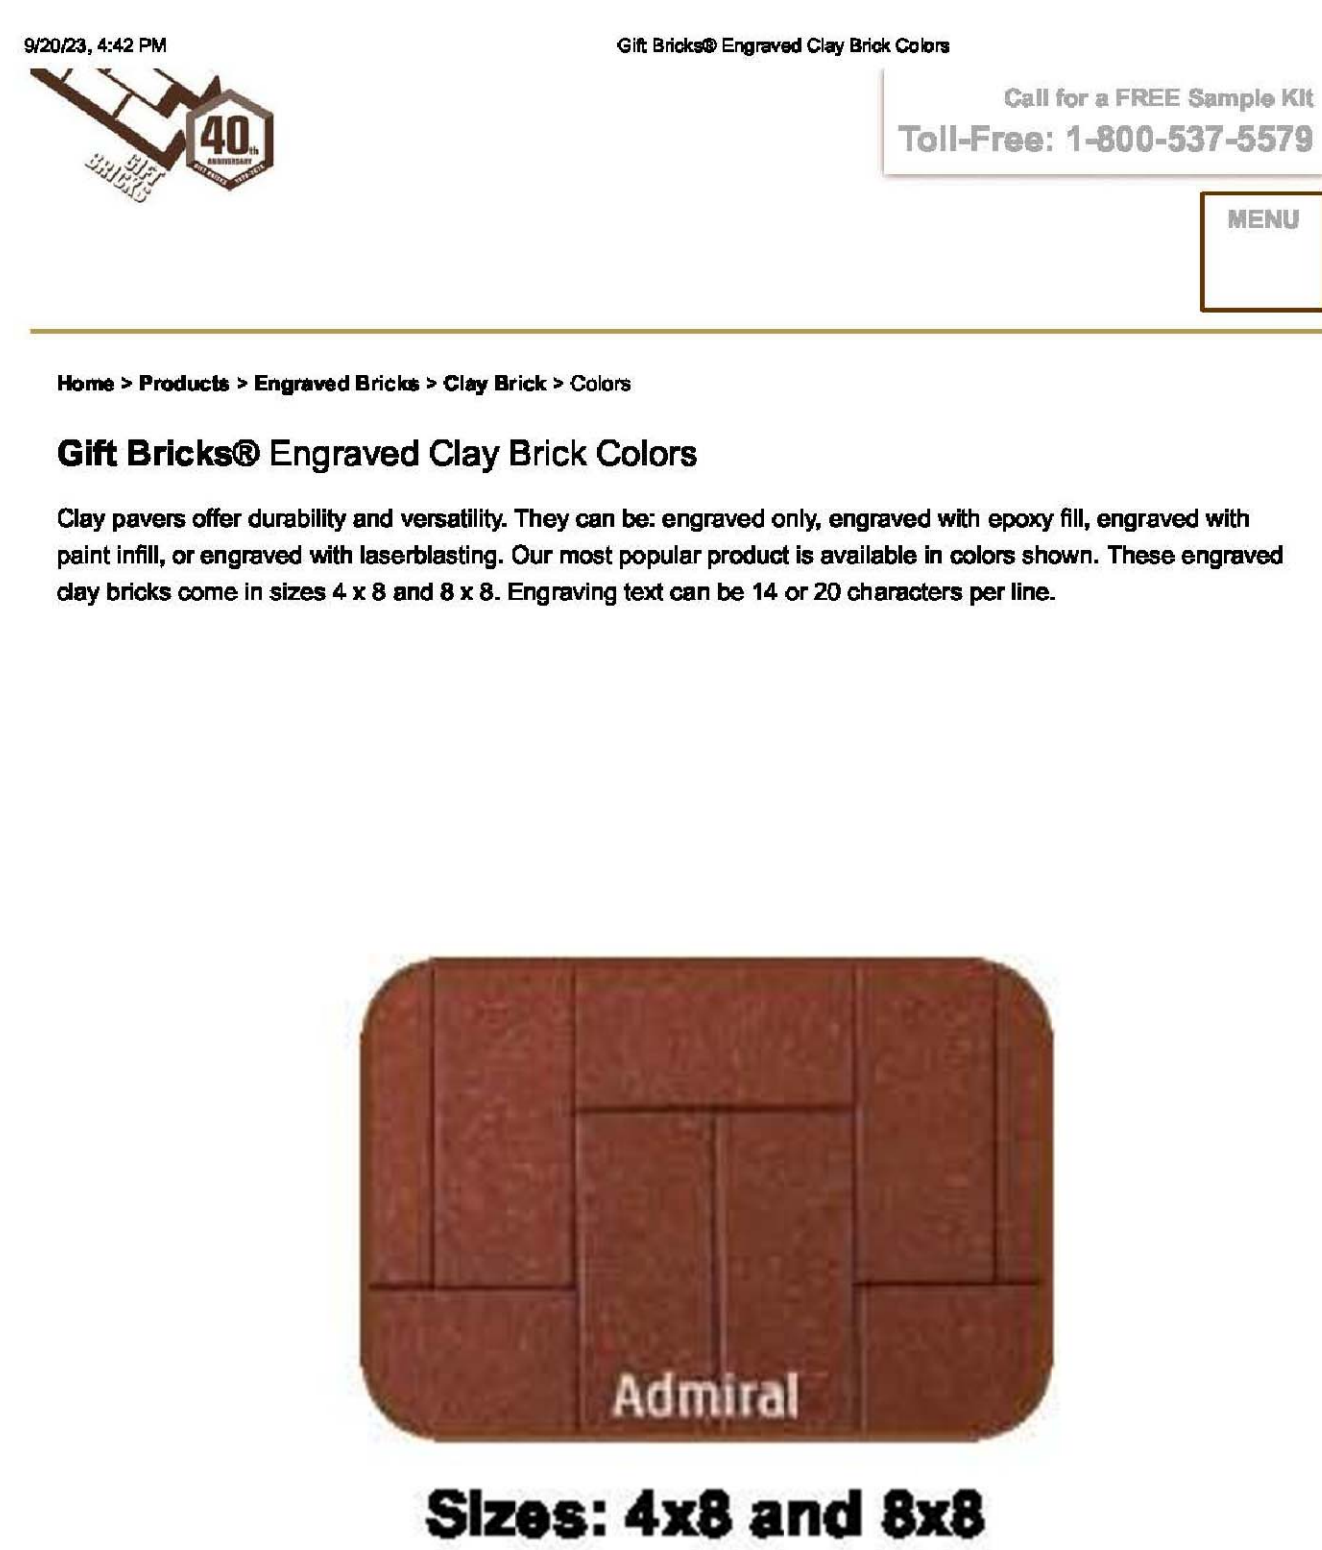 9/20/23, 4:42 PM
Gift Bricks® Engraved Clay Brick Colors
40th
ANNIVERSARY
GIFT
BRICKS
Call for a FREE Sample Kit
Toll-Free: 1-800-537-5579
MENU
Home > Products > Engraved Bricks > Clay Brick > Colors
Gift Bricks® Engraved Clay Brick Colors
Clay pavers offer durability and versatility. They can be: engraved only, engraved with epoxy fill, engraved with
paint infill, or engraved with laserblasting. Our most popular product is available in colors shown. These engraved
clay bricks come in sizes 4 x 8 and 8 x 8. Engraving text can be 14 or 20 characters per line.
Admiral
Sizes: 4x8 and 8x8